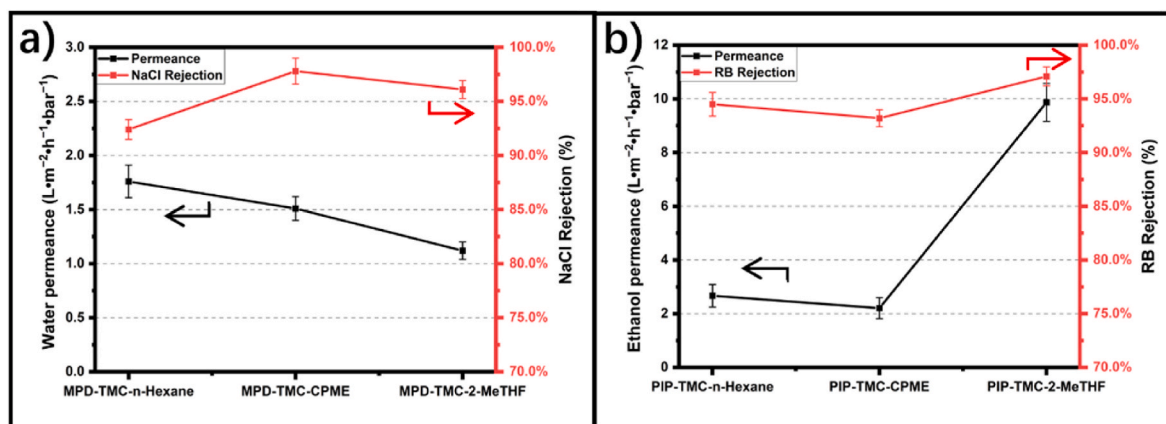 a)
Permeance
NaCl Rejection
Water permeance (L•m⁻²•h⁻¹•bar⁻¹)
3.0
2.5
2.0
1.5
1.0
0.5
0.0
100.0%
95.0%
90.0%
85.0%
80.0%
75.0%
70.0%
NaCl Rejection (%)
MPD-TMC-n-Hexane
MPD-TMC-CPME
MPD-TMC-2-MeTHF
b)
Permeance
RB Rejection
Ethanol permeance (L•m⁻²•h⁻¹•bar⁻¹)
12
10
8
6
4
2
0
100.0%
95.0%
90.0%
85.0%
80.0%
75.0%
70.0%
RB Rejection (%)
PIP-TMC-n-Hexane
PIP-TMC-CPME
PIP-TMC-2-MeTHF